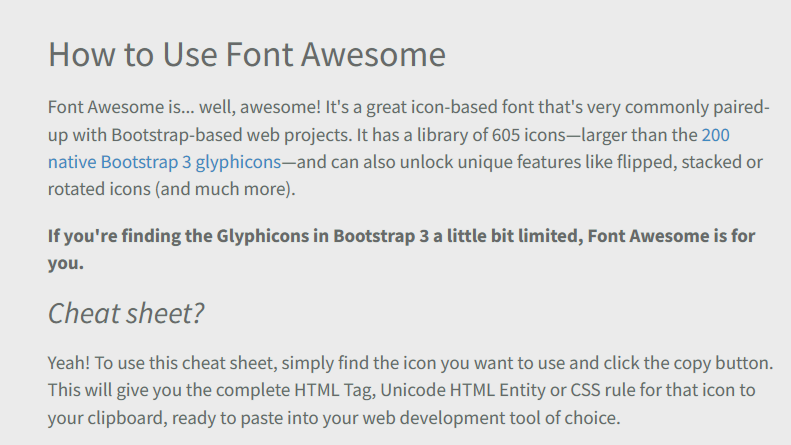 How to Use Font Awesome
Font Awesome is... well, awesome! It's a great icon-based font that's very commonly paired-
up with Bootstrap-based web projects. It has a library of 605 icons—larger than the 200
native Bootstrap 3 glyphicons—and can also unlock unique features like flipped, stacked or
rotated icons (and much more).
If you're finding the Glyphicons in Bootstrap 3 a little bit limited, Font Awesome is for
you.
Cheat sheet?
Yeah! To use this cheat sheet, simply find the icon you want to use and click the copy button.
This will give you the complete HTML Tag, Unicode HTML Entity or CSS rule for that icon to
your clipboard, ready to paste into your web development tool of choice.